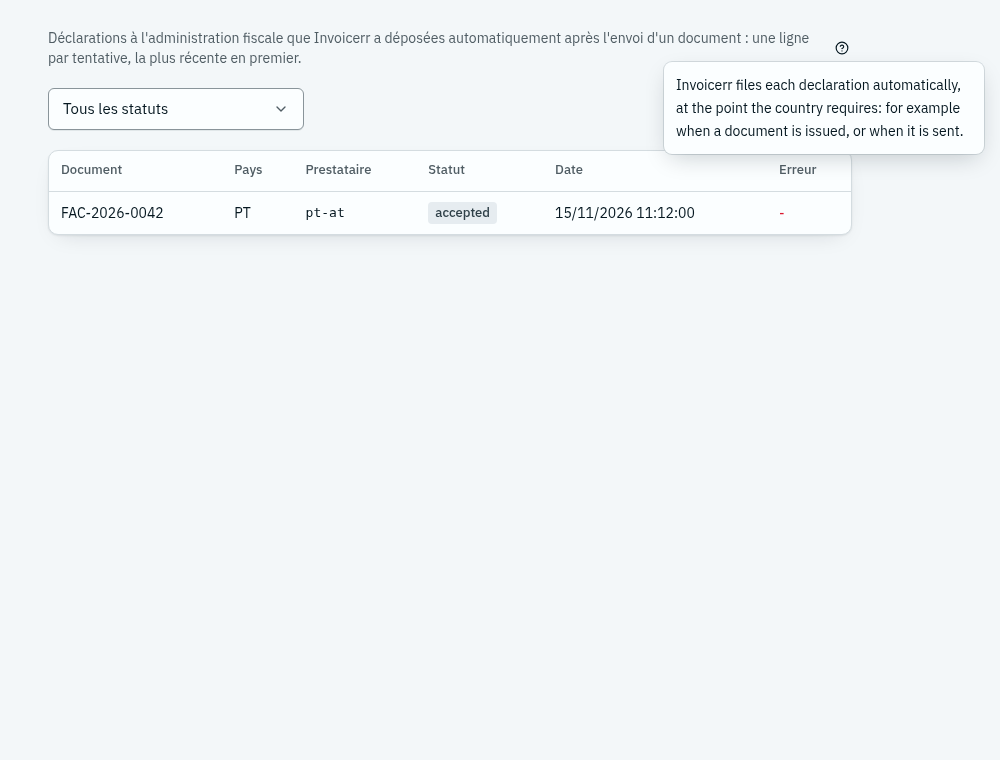 Déclarations à l'administration fiscale que Invoicerr a déposées automatiquement après l'envoi d'un document : une ligne
par tentative, la plus récente en premier.
Invoicerr files each declaration automatically,
at the point the country requires: for example
when a document is issued, or when it is sent.
Tous les statuts
Document Pays Prestataire Statut Date Erreur
FAC-2026-0042 PT pt-at accepted 15/11/2026 11:12:00 -